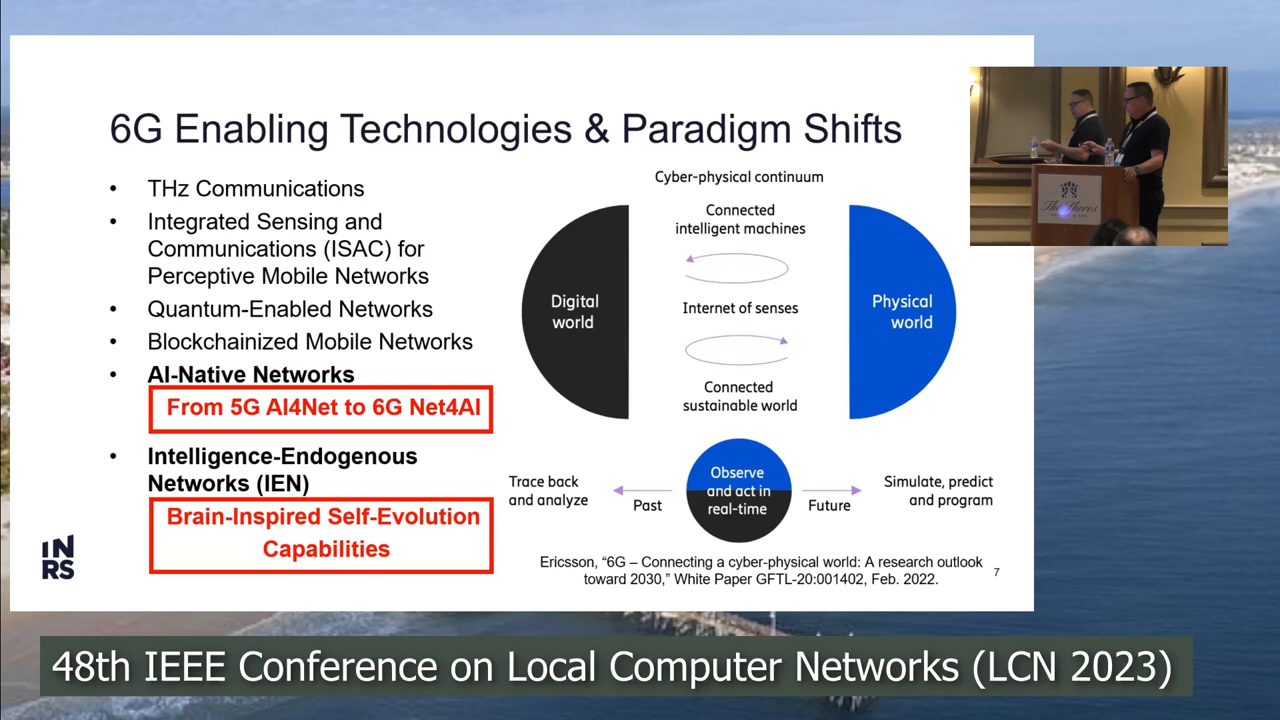 6G Enabling Technologies & Paradigm Shifts
• THz Communications
• Integrated Sensing and
Communications (ISAC) for
Perceptive Mobile Networks
• Quantum-Enabled Networks
• Blockchainized Mobile Networks
• AI-Native Networks
From 5G AI4Net to 6G Net4AI
• Intelligence-Endogenous
Networks (IEN)
Brain-Inspired Self-Evolution
Capabilities
Cyber-physical continuum
Connected
intelligent machines
Digital
world
Internet of senses
Physical
world
Connected
sustainable world
Trace back
and analyze
Past
Observe
and act in
real-time
Future
Simulate, predict
and program
Ericsson, “6G – Connecting a cyber-physical world: A research outlook
toward 2030,” White Paper GFTL-20:001402, Feb. 2022.
7
IN
RS
48th IEEE Conference on Local Computer Networks (LCN 2023)